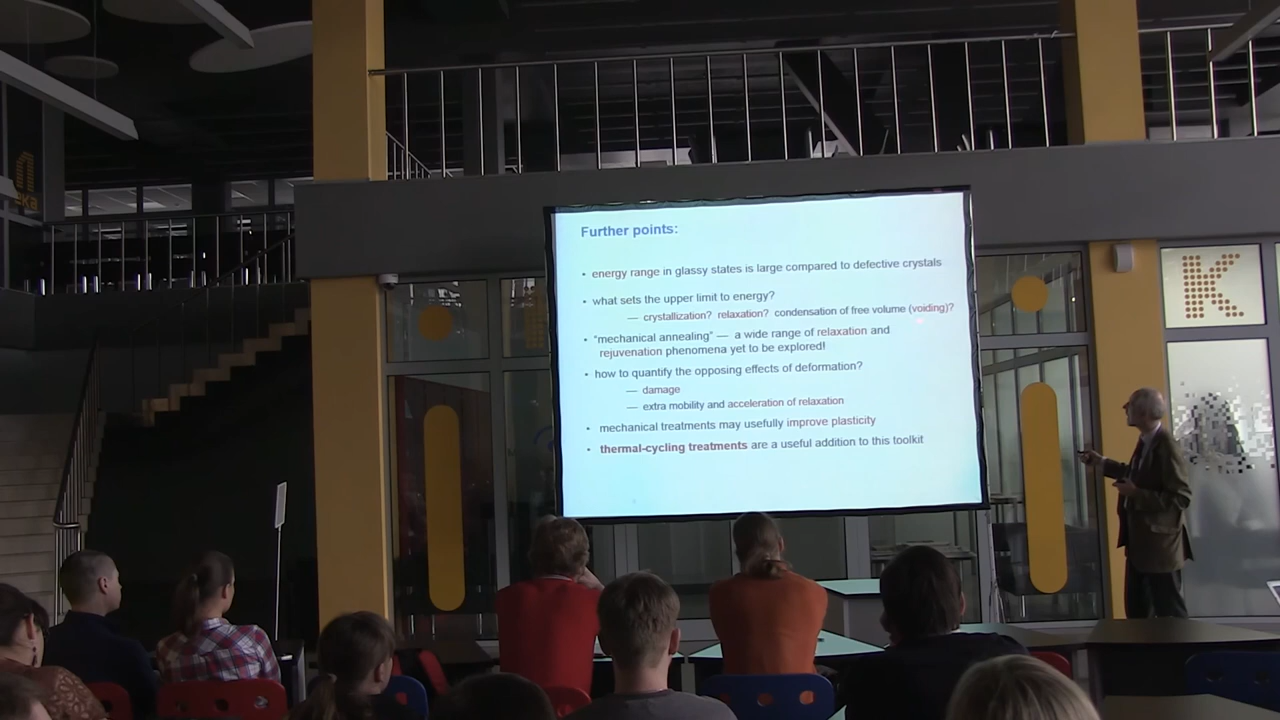 Further points:
• energy range in glassy states is large compared to defective crystals
• what sets the upper limit to energy?
— crystallization? relaxation? condensation of free volume (voiding)?
• "mechanical annealing" — a wide range of relaxation and
rejuvenation phenomena yet to be explored!
• how to quantify the opposing effects of deformation?
— damage
— extra mobility and acceleration of relaxation
• mechanical treatments may usefully improve plasticity
• thermal-cycling treatments are a useful addition to this toolkit
K